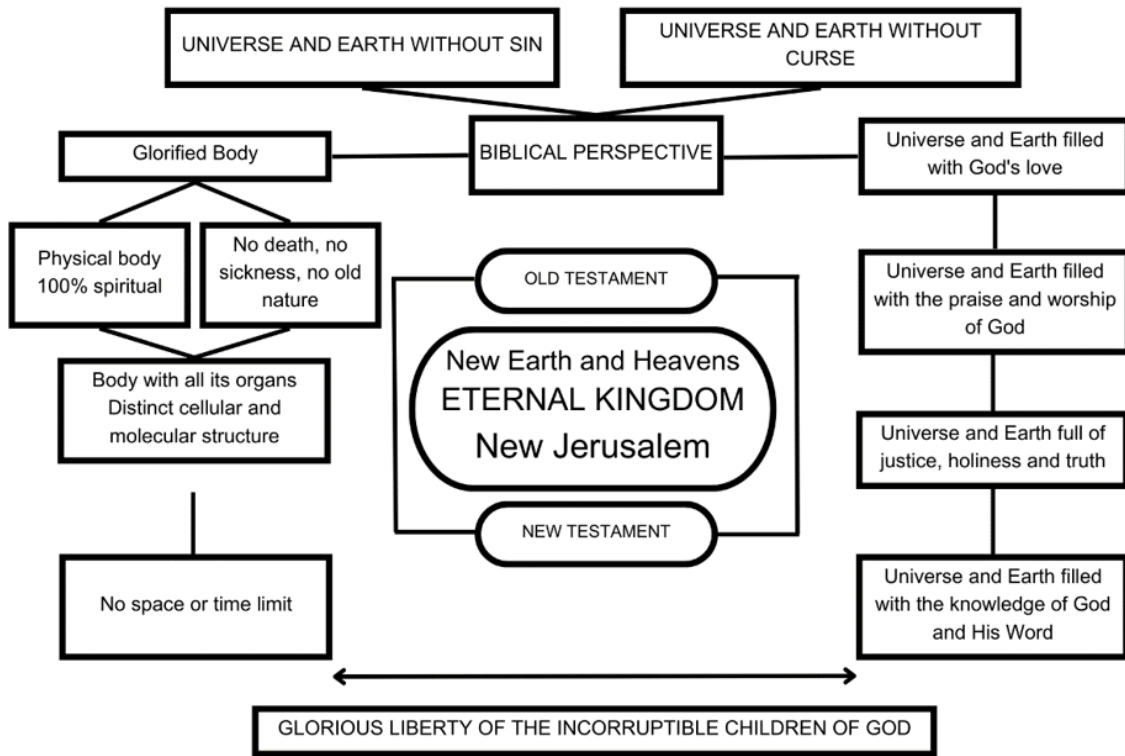 UNIVERSE AND EARTH WITHOUT SIN
UNIVERSE AND EARTH WITHOUT
CURSE
Glorified Body
BIBLICAL PERSPECTIVE
Universe and Earth filled
with God's love
Physical body
100% spiritual
No death, no
sickness, no old
nature
OLD TESTAMENT
Universe and Earth filled
with the praise and worship
of God
New Earth and Heavens
ETERNAL KINGDOM
New Jerusalem
Body with all its organs
Distinct cellular and
molecular structure
Universe and Earth full of
justice, holiness and truth
NEW TESTAMENT
No space or time limit
Universe and Earth filled
with the knowledge of God
and His Word
GLORIOUS LIBERTY OF THE INCORRUPTIBLE CHILDREN OF GOD